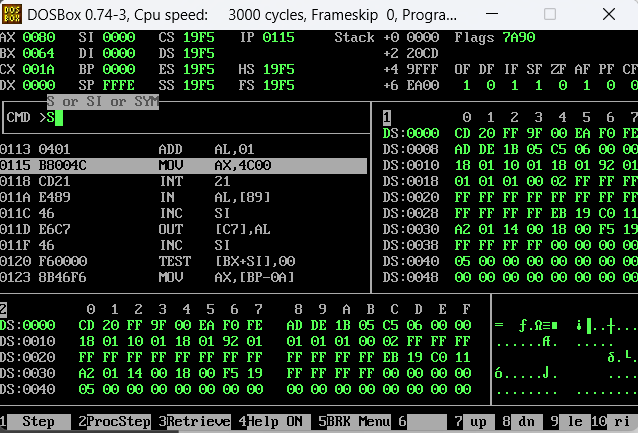 DOSBox 0.74-3, Cpu speed: 3000 cycles, Frameskip 0, Progra...
AX 0080 SI 0000 CS 19F5 IP 0115 Stack +0 0000 Flags 7A90
BX 0064 DI 0000 DS 19F5 +2 20CD
CX 001A BP 0000 ES 19F5 HS 19F5 +4 9FFF OF DF IF SF ZF AF PF CF
DX 0000 SP FFFE SS 19F5 FS 19F5 +6 EA00 1 0 1 1 0 1 0 0
S or SI or SYM
CMD >S
1 0 1 2 3 4 5 6 7
DS:0000 CD 20 FF 9F 00 EA F0 FE
DS:0008 AD DE 1B 05 C5 06 00 00
DS:0010 18 01 10 01 18 01 92 01
DS:0018 01 01 01 00 02 FF FF FF
DS:0020 FF FF FF FF FF FF FF FF
DS:0028 FF FF FF FF EB 19 C0 11
DS:0030 A2 01 14 00 18 00 F5 19
DS:0038 FF FF FF FF 00 00 00 00
DS:0040 05 00 00 00 00 00 00 00
DS:0048 00 00 00 00 00 00 00 00
0113 0401 ADD AL,01
0115 B8004C MOV AX,4C00
0118 CD21 INT 21
011A E489 IN AL,[89]
011C 46 INC SI
011D E6C7 OUT [C7],AL
011F 46 INC SI
0120 F60000 TEST [BX+SI],00
0123 8B46F6 MOV AX,[BP-0A]
2 0 1 2 3 4 5 6 7 8 9 A B C D E F
DS:0000 CD 20 FF 9F 00 EA F0 FE AD DE 1B 05 C5 06 00 00 = ƒ.Ω≡■ ¡▐..┼...
DS:0010 18 01 10 01 18 01 92 01 01 01 01 00 02 FF FF FF ......Æ. .....
DS:0020 FF FF FF FF FF FF FF FF FF FF FF FF EB 19 C0 11 δ.└.
DS:0030 A2 01 14 00 18 00 F5 19 FF FF FF FF 00 00 00 00 ó.....⌡. ....
DS:0040 05 00 00 00 00 00 00 00 00 00 00 00 00 00 00 00 ........ ........
1 Step 2ProcStep 3Retrieve 4Help ON 5BRK Menu 6 7 up 8 dn 9 le 10 ri